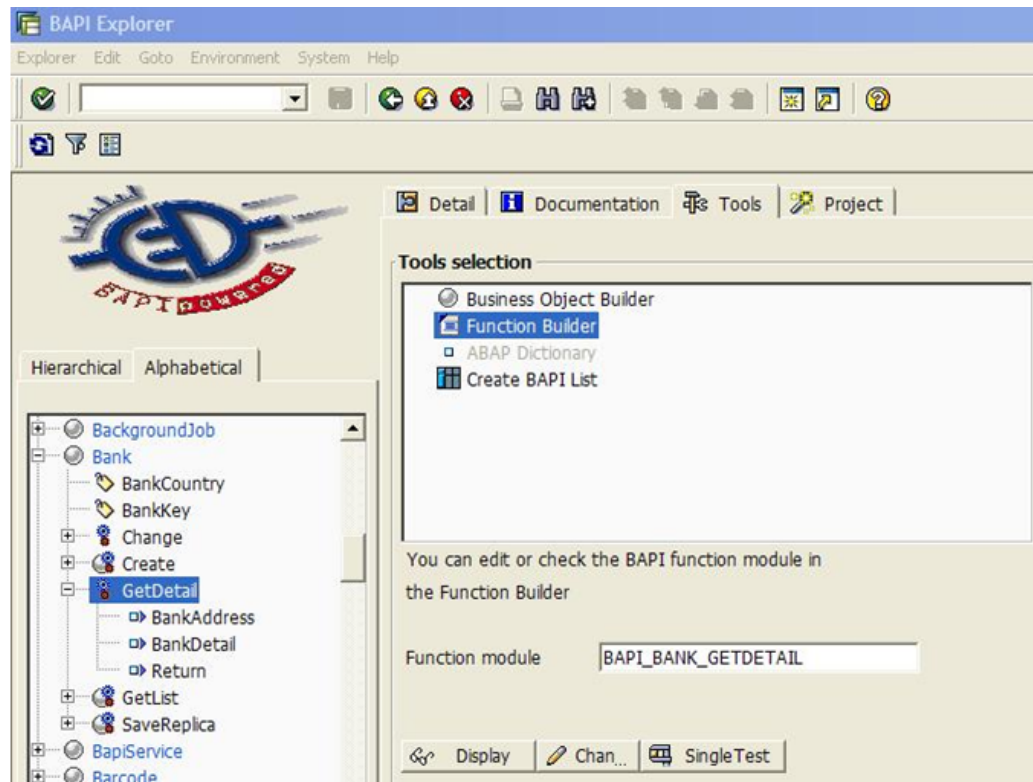 BAPI Explorer
Explorer Edit Goto Environment System Help
BAPI powered
Detail Documentation Tools Project
Tools selection
Business Object Builder
Function Builder
ABAP Dictionary
Create BAPI List
Hierarchical Alphabetical
BackgroundJob
Bank
BankCountry
BankKey
Change
Create
GetDetail
BankAddress
BankDetail
Return
GetList
SaveReplica
BapiService
Barcode
You can edit or check the BAPI function module in
the Function Builder
Function module BAPI_BANK_GETDETAIL
Display Chan... SingleTest